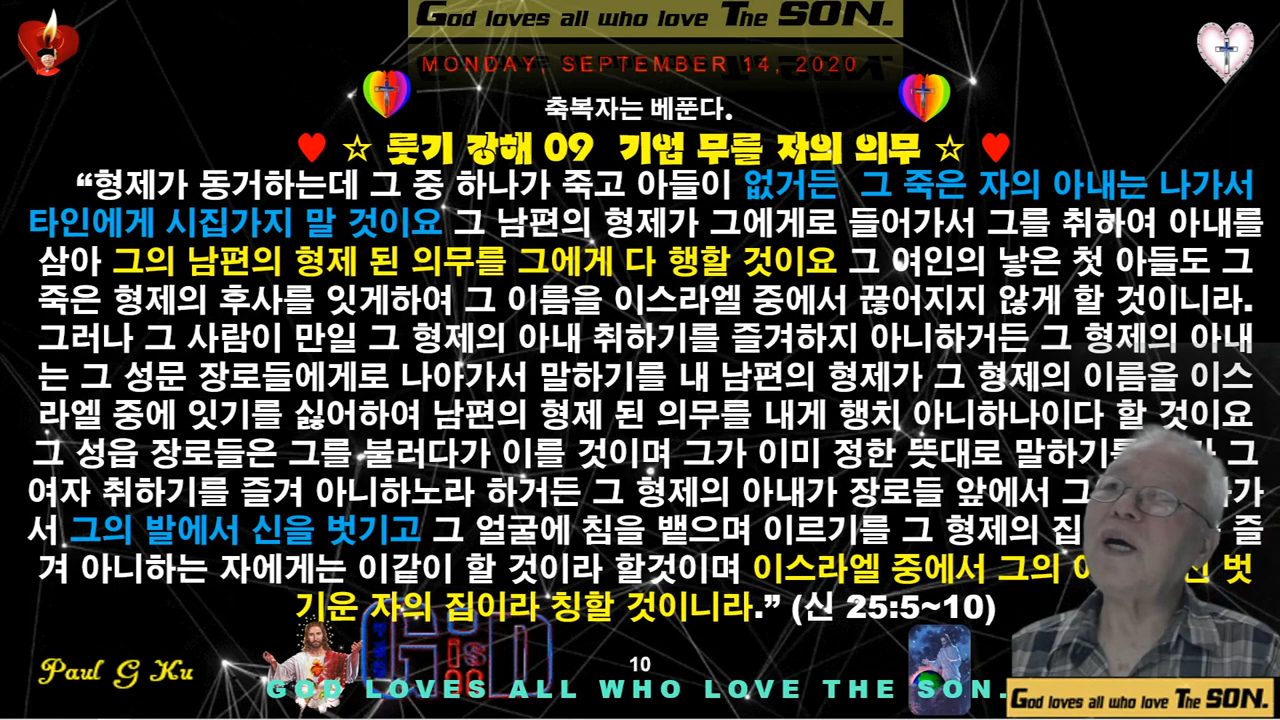 God loves all who love The SON.
MONDAY, SEPTEMBER 14, 2020
축복자는 베푼다.
♥ ☆ 룻기 강해 09 기업 무를 자의 의무 ☆ ♥
“형제가 동거하는데 그 중 하나가 죽고 아들이 없거든 그 죽은 자의 아내는 나가서
타인에게 시집가지 말 것이요 그 남편의 형제가 그에게로 들어가서 그를 취하여 아내를
삼아 그의 남편의 형제 된 의무를 그에게 다 행할 것이요 그 여인의 낳은 첫 아들도 그
죽은 형제의 후사를 잇게하여 그 이름을 이스라엘 중에서 끊어지지 않게 할 것이니라.
그러나 그 사람이 만일 그 형제의 아내 취하기를 즐겨하지 아니하거든 그 형제의 아내
는 그 성문 장로들에게로 나아가서 말하기를 내 남편의 형제가 그 형제의 이름을 이스
라엘 중에 잇기를 싫어하여 남편의 형제 된 의무를 내게 행치 아니하나이다 할 것이요
그 성읍 장로들은 그를 불러다가 이를 것이며 그가 이미 정한 뜻대로 말하기를 그
여자 취하기를 즐겨 아니하노라 하거든 그 형제의 아내가 장로들 앞에서 그
서 그의 발에서 신을 벗기고 그 얼굴에 침을 뱉으며 이르기를 그 형제의 집 즐
겨 아니하는 자에게는 이같이 할 것이라 할것이며 이스라엘 중에서 그의 벗
기운 자의 집이라 칭할 것이니라.” (신 25:5~10)
GOD is
10
Paul G Ku
GOD LOVES ALL WHO LOVE THE SON.
God loves all who love The SON.